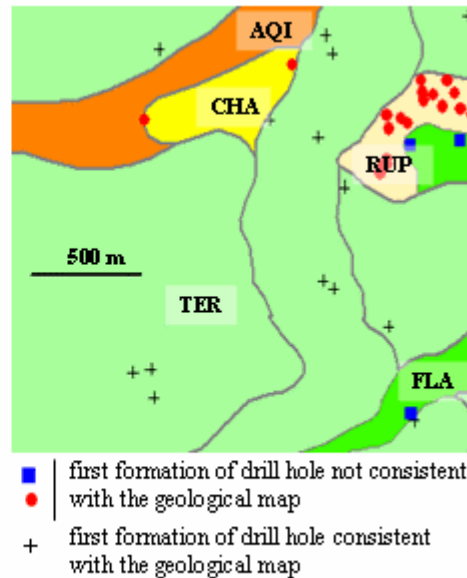 AQI
CHA
RUP
500 m
TER
FLA
first formation of drill hole not consistent
with the geological map
first formation of drill hole consistent
with the geological map